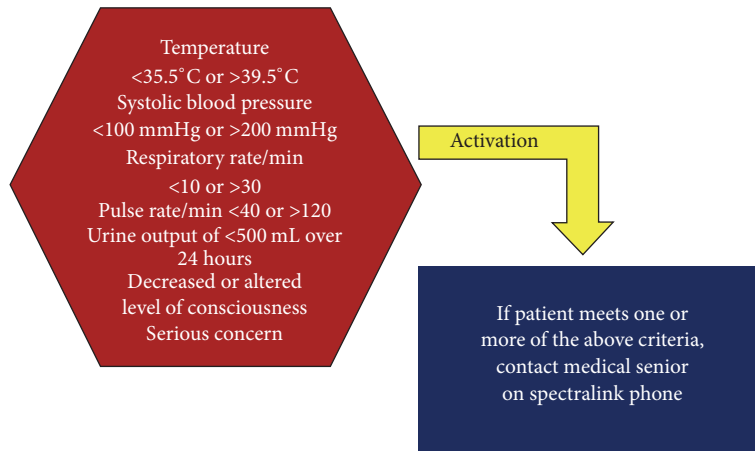 Temperature
<35.5°C or >39.5°C
Systolic blood pressure
<100 mmHg or >200 mmHg
Respiratory rate/min
<10 or >30
Pulse rate/min <40 or >120
Urine output of <500 mL over
24 hours
Decreased or altered
level of consciousness
Serious concern
Activation
If patient meets one or
more of the above criteria,
contact medical senior
on spectralink phone